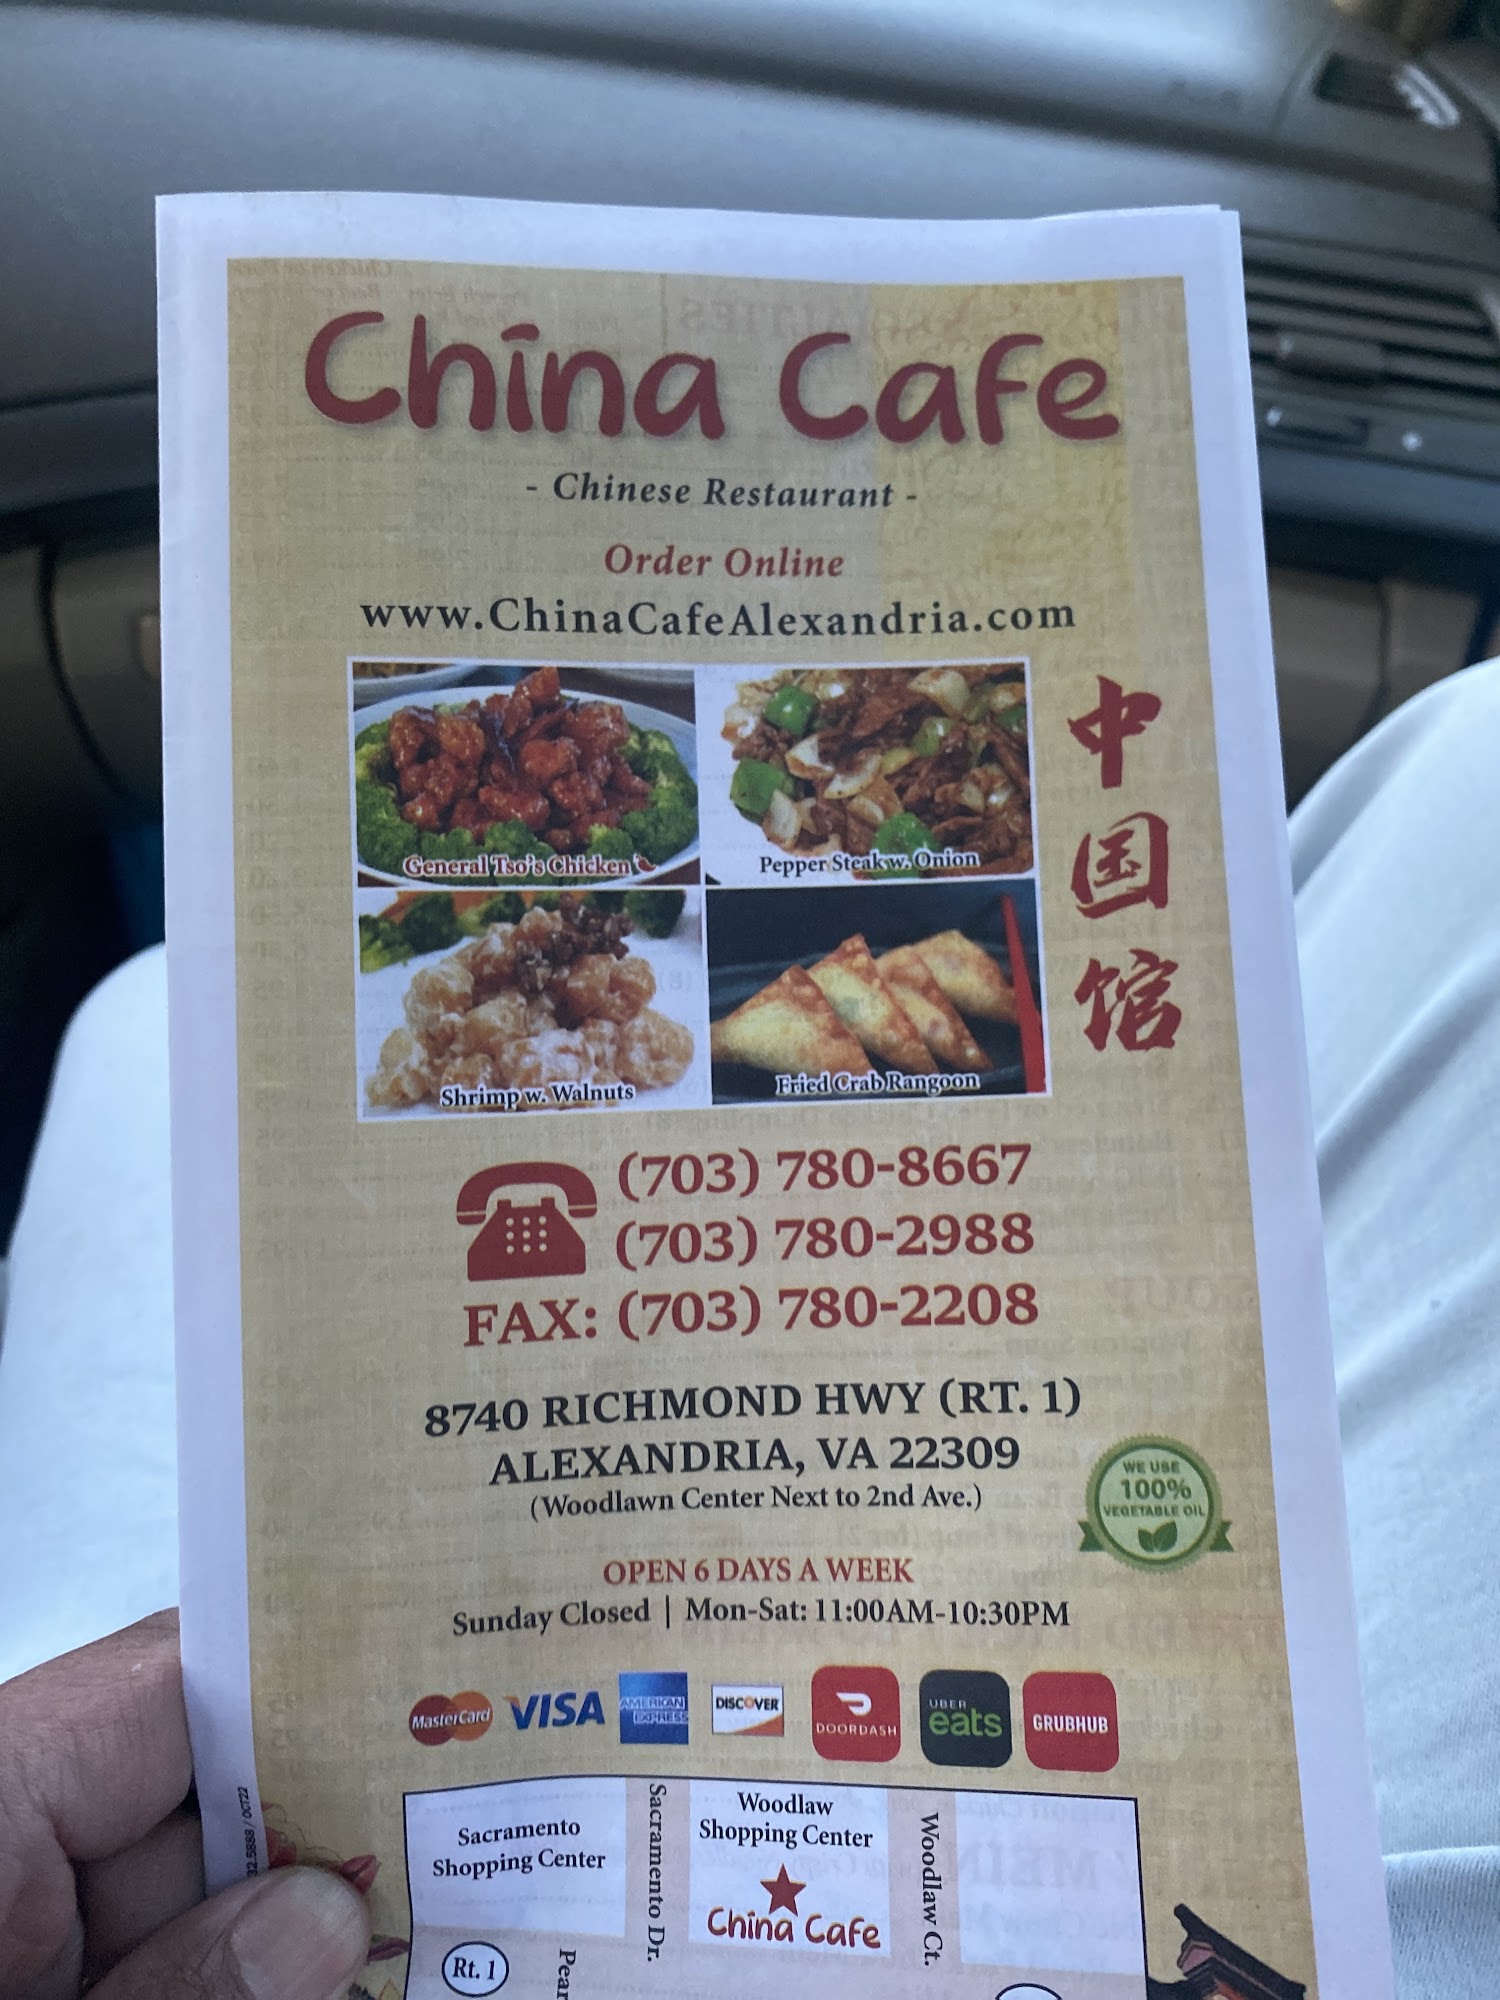 China Cafe
- Chinese Restaurant -
Order Online
www.ChinaCafeAlexandria.com
General Tso's Chicken
Pepper Steak w. Onion
Shrimp w. Walnuts
Fried Crab Rangoon
中
国
馆
(703) 780-8667
(703) 780-2988
FAX: (703) 780-2208
8740 RICHMOND HWY (RT. 1)
ALEXANDRIA, VA 22309
(Woodlawn Center Next to 2nd Ave.)
WE USE
100%
VEGETABLE OIL
OPEN 6 DAYS A WEEK
Sunday Closed | Mon-Sat: 11:00AM-10:30PM
MasterCard
VISA
AMERICAN
EXPRESS
DISCOVER
DOORDASH
UBER
eats
GRUBHUB
Sacramento
Shopping Center
Sacramento Dr.
Woodlaw
Shopping Center
China Cafe
Woodlaw Ct.
Rt. 1
Pear
5888 / OCT22